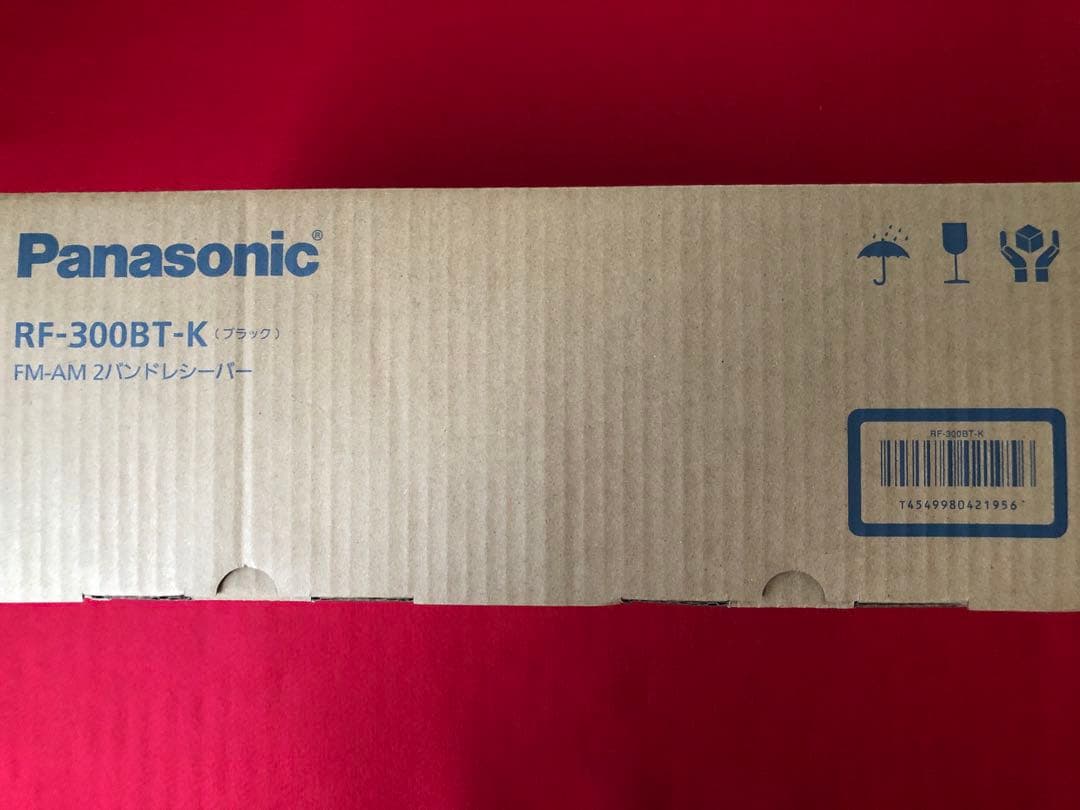 Panasonic®
RF-300BT-K（ブラック）
FM-AM 2バンドレシーバー
RF-300BT-K
T4549980421956